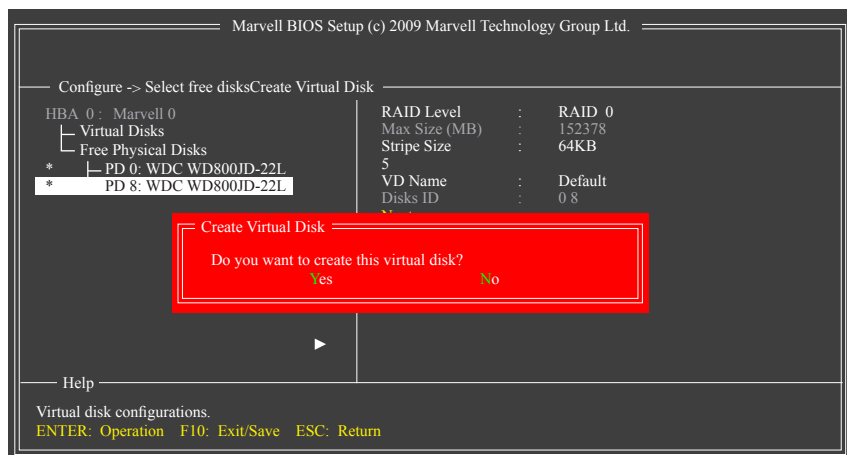 Marvell BIOS Setup (c) 2009 Marvell Technology Group Ltd.
Configure -> Select free disksCreate Virtual Disk
HBA 0 : Marvell 0
Virtual Disks
Free Physical Disks
* PD 0: WDC WD800JD-22L
* PD 8: WDC WD800JD-22L
RAID Level : RAID 0
Max Size (MB) : 152378
Stripe Size : 64KB
5
VD Name : Default
Disks ID : 0 8
Create Virtual Disk
Do you want to create this virtual disk?
Yes No
Help
Virtual disk configurations.
ENTER: Operation F10: Exit/Save ESC: Return